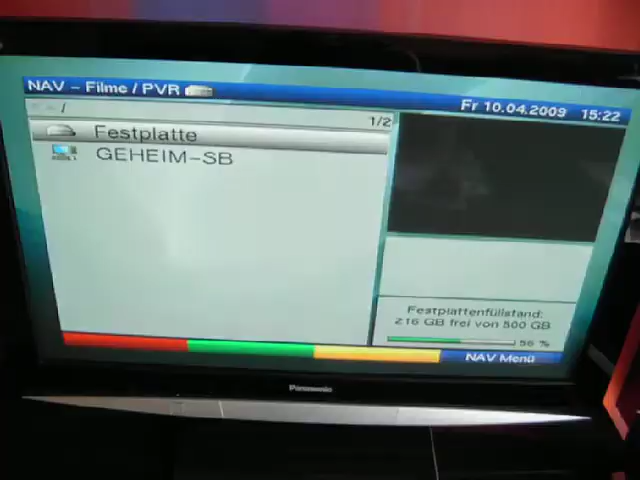 NAV - Filme / PVR
Fr 10.04.2009 15:22
/
1/2
Festplatte
GEHEIM-SB
Festplattenfüllstand:
216 GB frei von 500 GB
56 %
NAV Menü
Panasonic